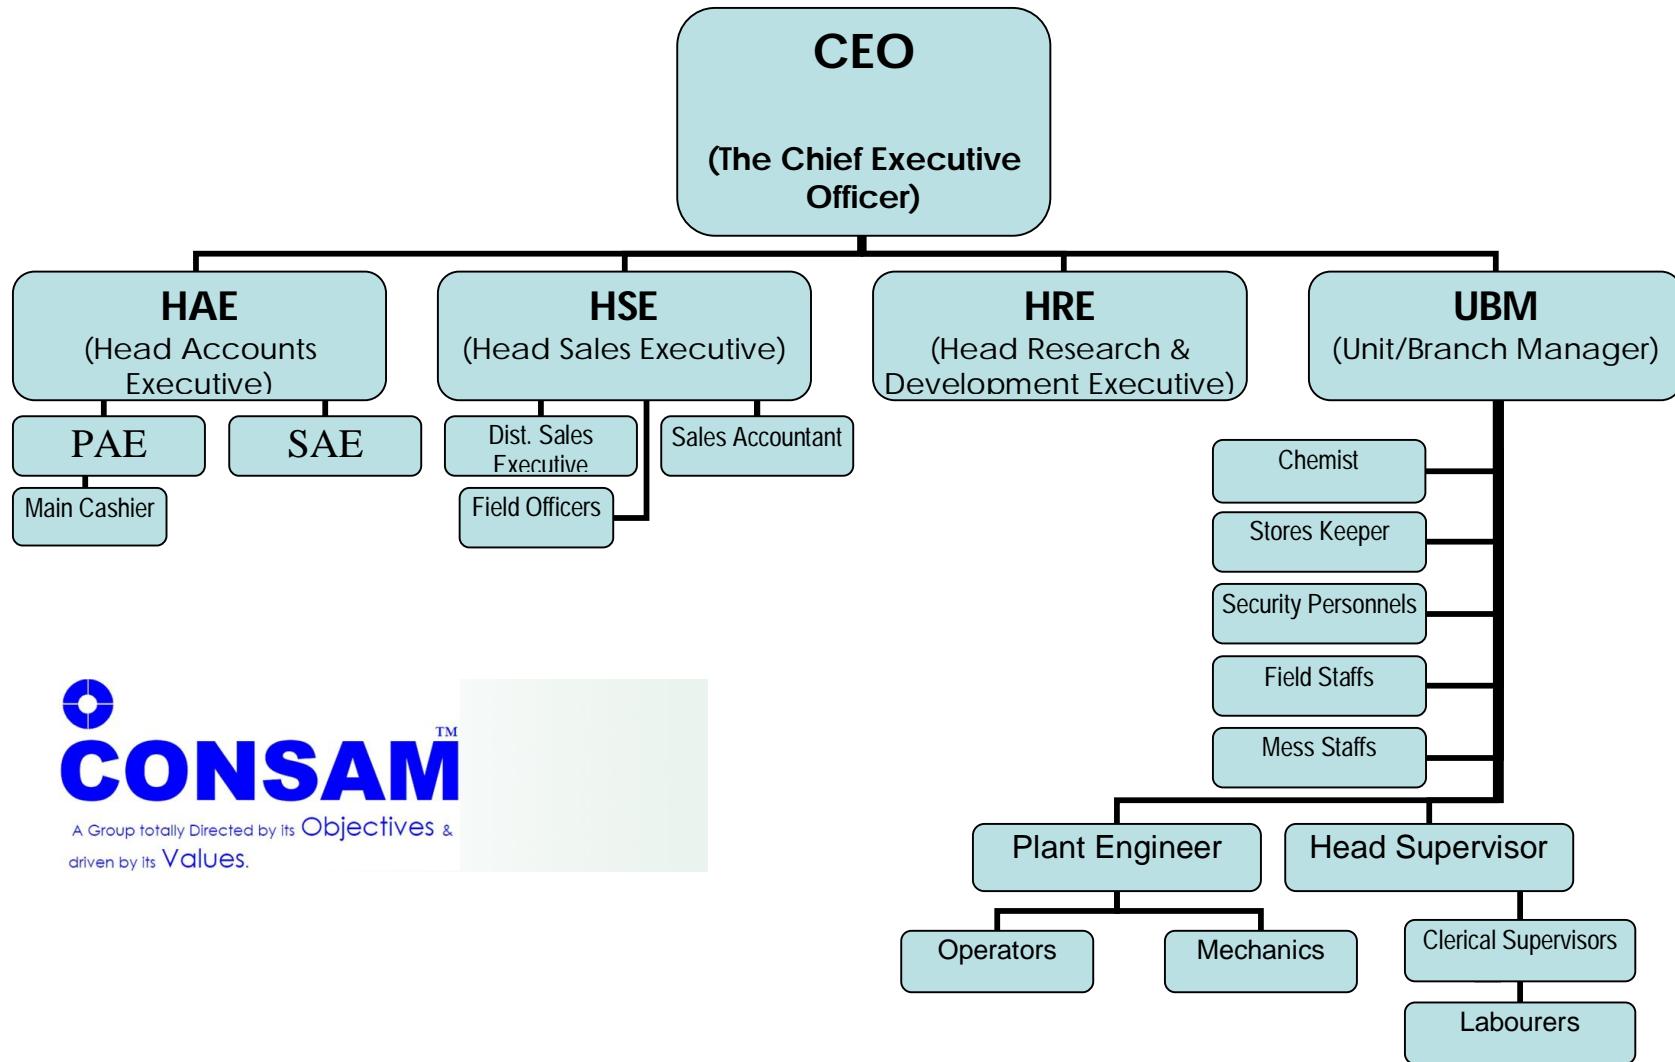 CEO
(The Chief Executive
Officer)
HAE
(Head Accounts
Executive)
HSE
(Head Sales Executive)
HRE
(Head Research &
Development Executive)
UBM
(Unit/Branch Manager)
PAE
SAE
Dist. Sales
Executive
Sales Accountant
Main Cashier
Field Officers
Chemist
Stores Keeper
Security Personnels
Field Staffs
Mess Staffs
Plant Engineer
Head Supervisor
Operators
Mechanics
Clerical Supervisors
Labourers
CONSAM™
A Group totally Directed by its Objectives &
driven by its Values.